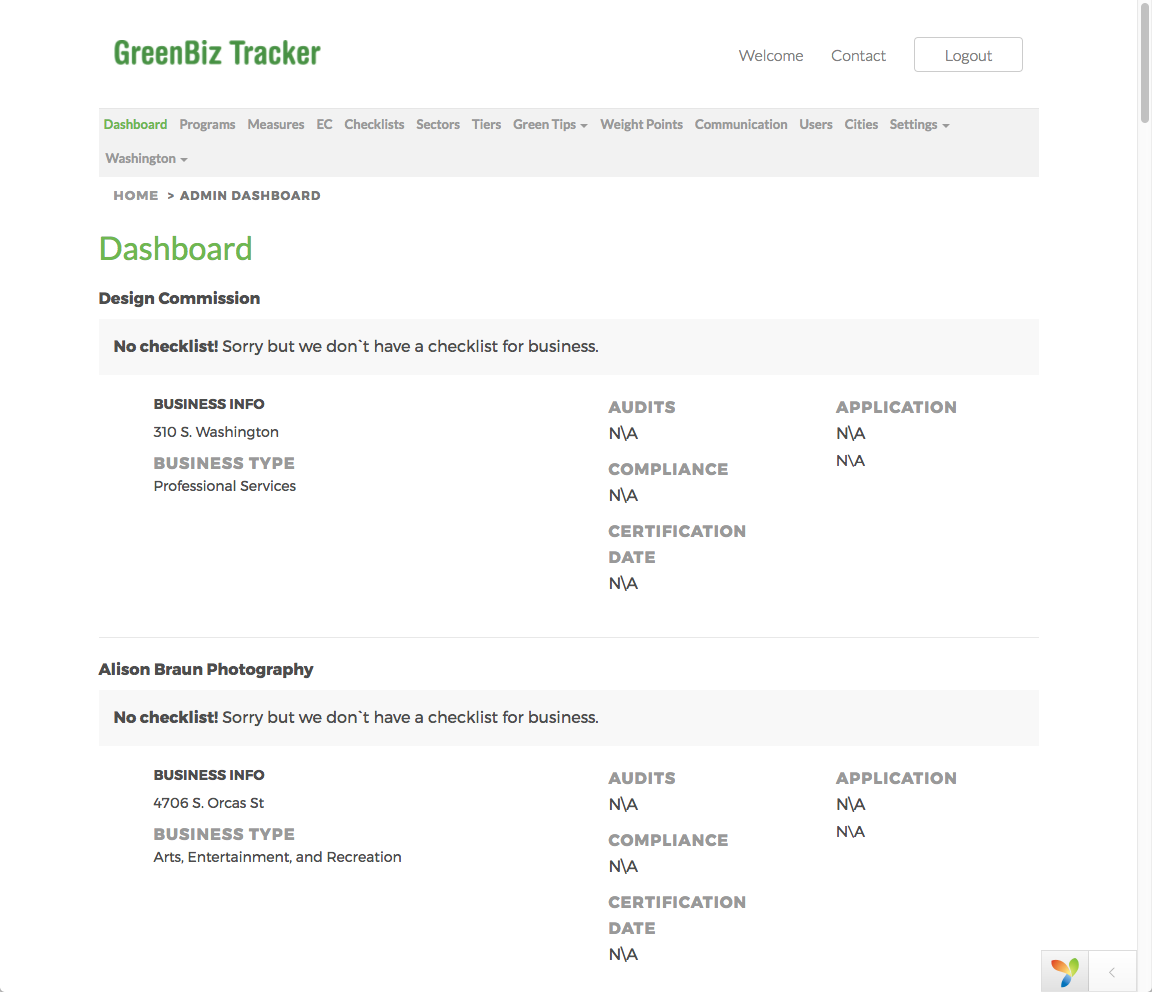 GreenBiz Tracker
Welcome Contact Logout
Dashboard Programs Measures EC Checklists Sectors Tiers Green Tips Weight Points Communication Users Cities Settings
Washington
HOME > ADMIN DASHBOARD
Dashboard
Design Commission
No checklist! Sorry but we don`t have a checklist for business.
BUSINESS INFO
310 S. Washington
BUSINESS TYPE
Professional Services
AUDITS
N\A
COMPLIANCE
N\A
CERTIFICATION
DATE
N\A
APPLICATION
N\A
N\A
Alison Braun Photography
No checklist! Sorry but we don`t have a checklist for business.
BUSINESS INFO
4706 S. Orcas St
BUSINESS TYPE
Arts, Entertainment, and Recreation
AUDITS
N\A
COMPLIANCE
N\A
CERTIFICATION
DATE
N\A
APPLICATION
N\A
N\A